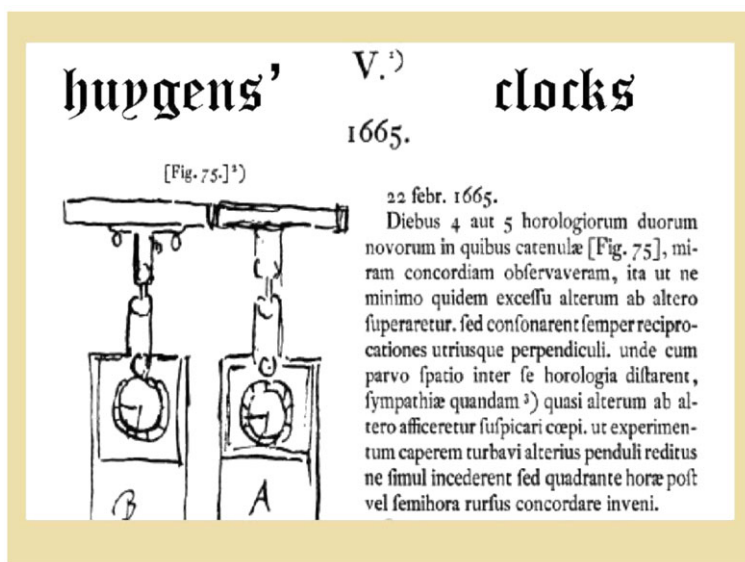 huygens’ clocks
V.¹)
1665.
[Fig. 75.]²)
22 febr. 1665.
Diebus 4 aut 5 horologiorum duorum
novorum in quibus catenulæ [Fig. 75], mi-
ram concordiam obſervaveram, ita ut ne
minimo quidem exceſſu alterum ab altero
ſuperaretur. ſed conſonarent ſemper recipro-
cationes utriusque perpendiculi. unde cum
parvo ſpatio inter ſe horologia diſtarent,
ſympathiæ quandam ³) quasi alterum ab al-
tero afficeretur ſuſpicari cœpi. ut experimen-
tum caperem turbavi alterius penduli reditus
ne ſimul incederent ſed quadrante horæ poſt
vel ſemihora rurſus concordare inveni.
B A